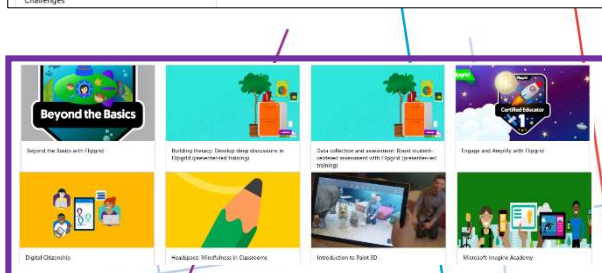 Challenges
Beyond the Basics
Flipgrid
Certified Educator
1
Beyond the Basics with Flipgrid
Building literacy: Develop deep discussions in
Flipgrid (presenter-led
training)
Data collection and assessment: Boost student-
centered assessment with Flipgrid (presenter-led
training)
Engage and Amplify with Flipgrid
Digital Citizenship
Headspace: Mindfulness in Classrooms
Introduction to Paint 3D
Microsoft Imagine Academy